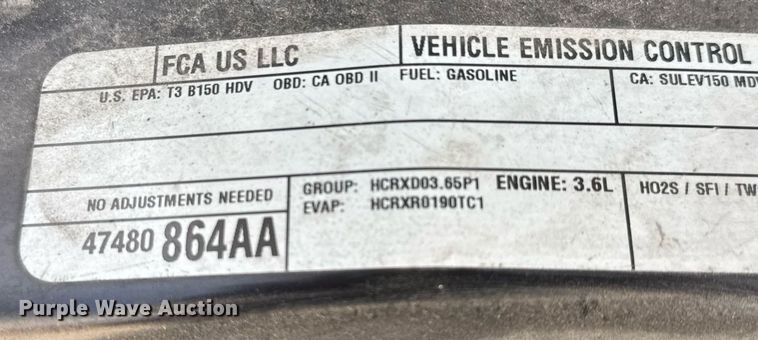 FCA US LLC
VEHICLE EMISSION CONTROL
U.S. EPA: T3 B150 HDV OBD: CA OBD II FUEL: GASOLINE CA: SULEV150 MDV
NO ADJUSTMENTS NEEDED
47480 864AA
GROUP: HCRXD03.65P1 ENGINE: 3.6L
EVAP: HCRXR0190TC1
HO2S / SFI / TW
Purple Wave Auction